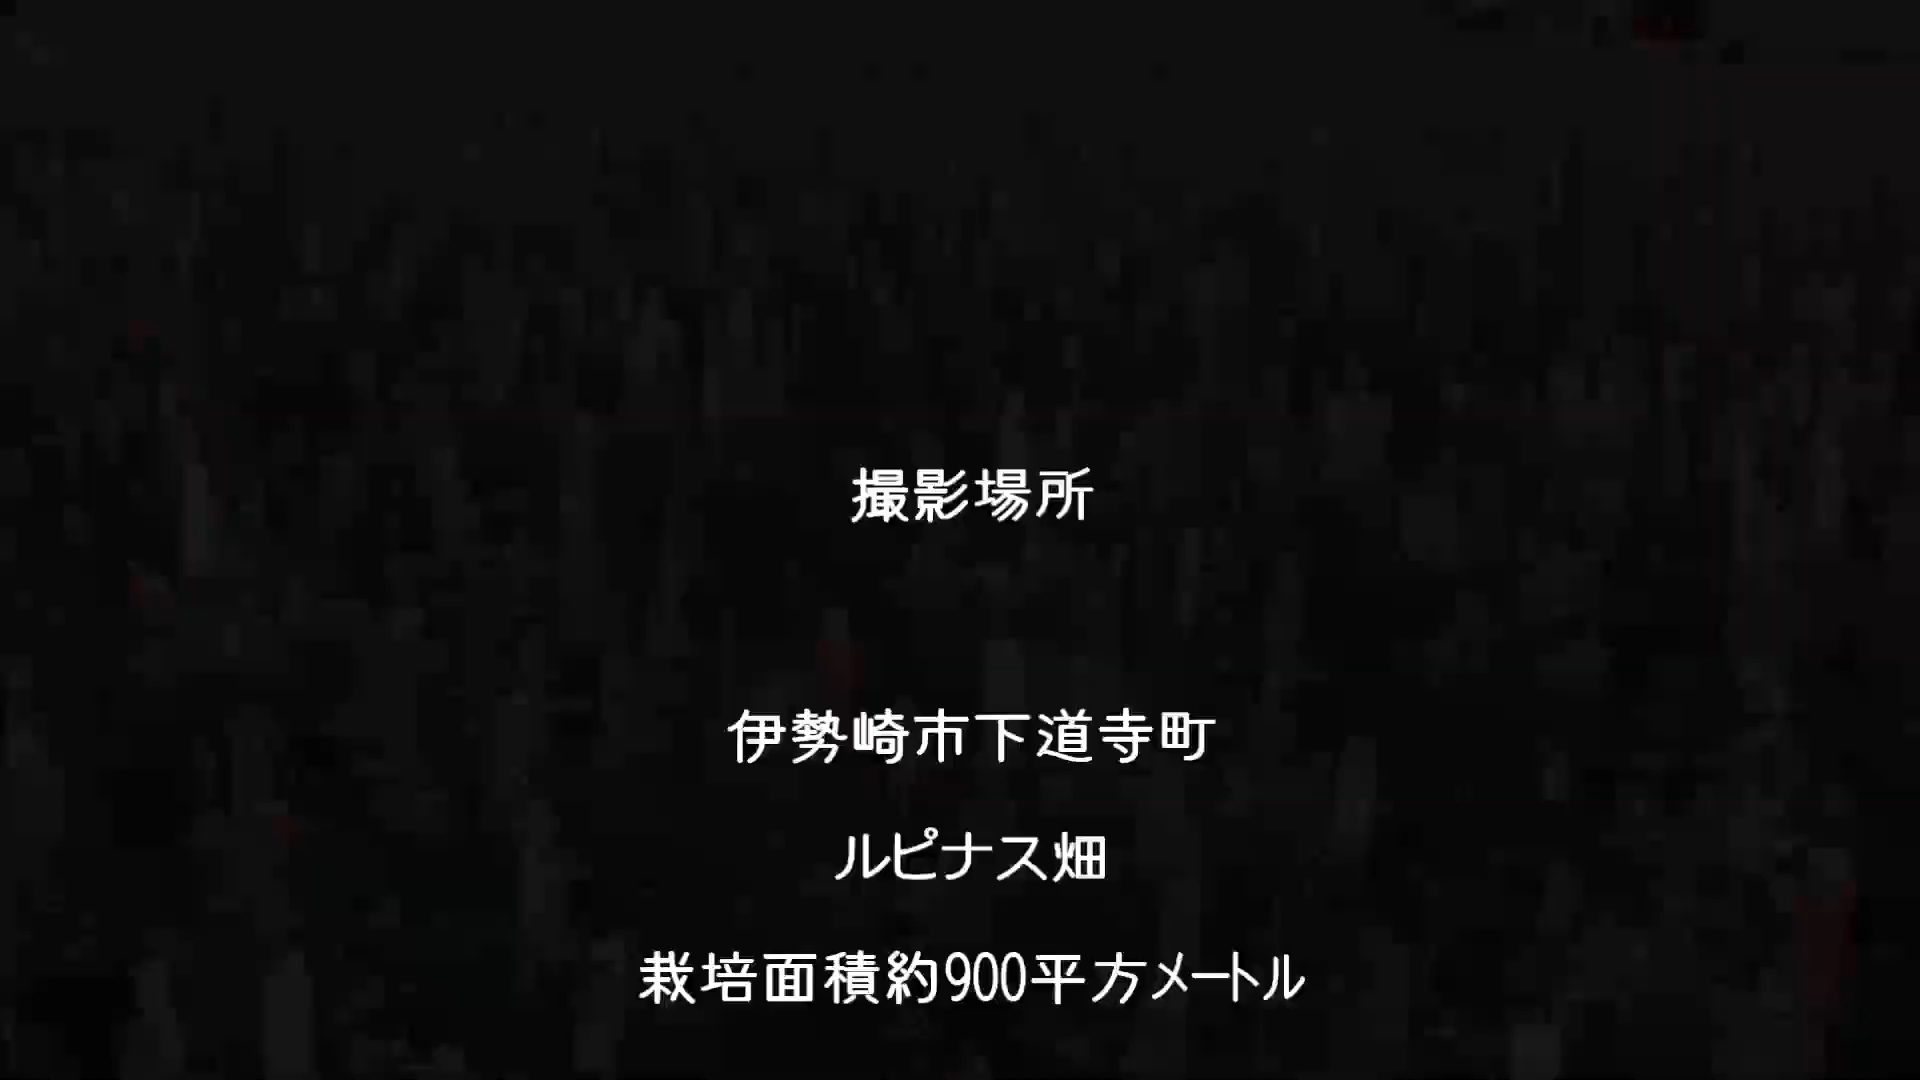 撮影場所
伊勢崎市下道寺町
ルピナス畑
栽培面積約900平方メートル